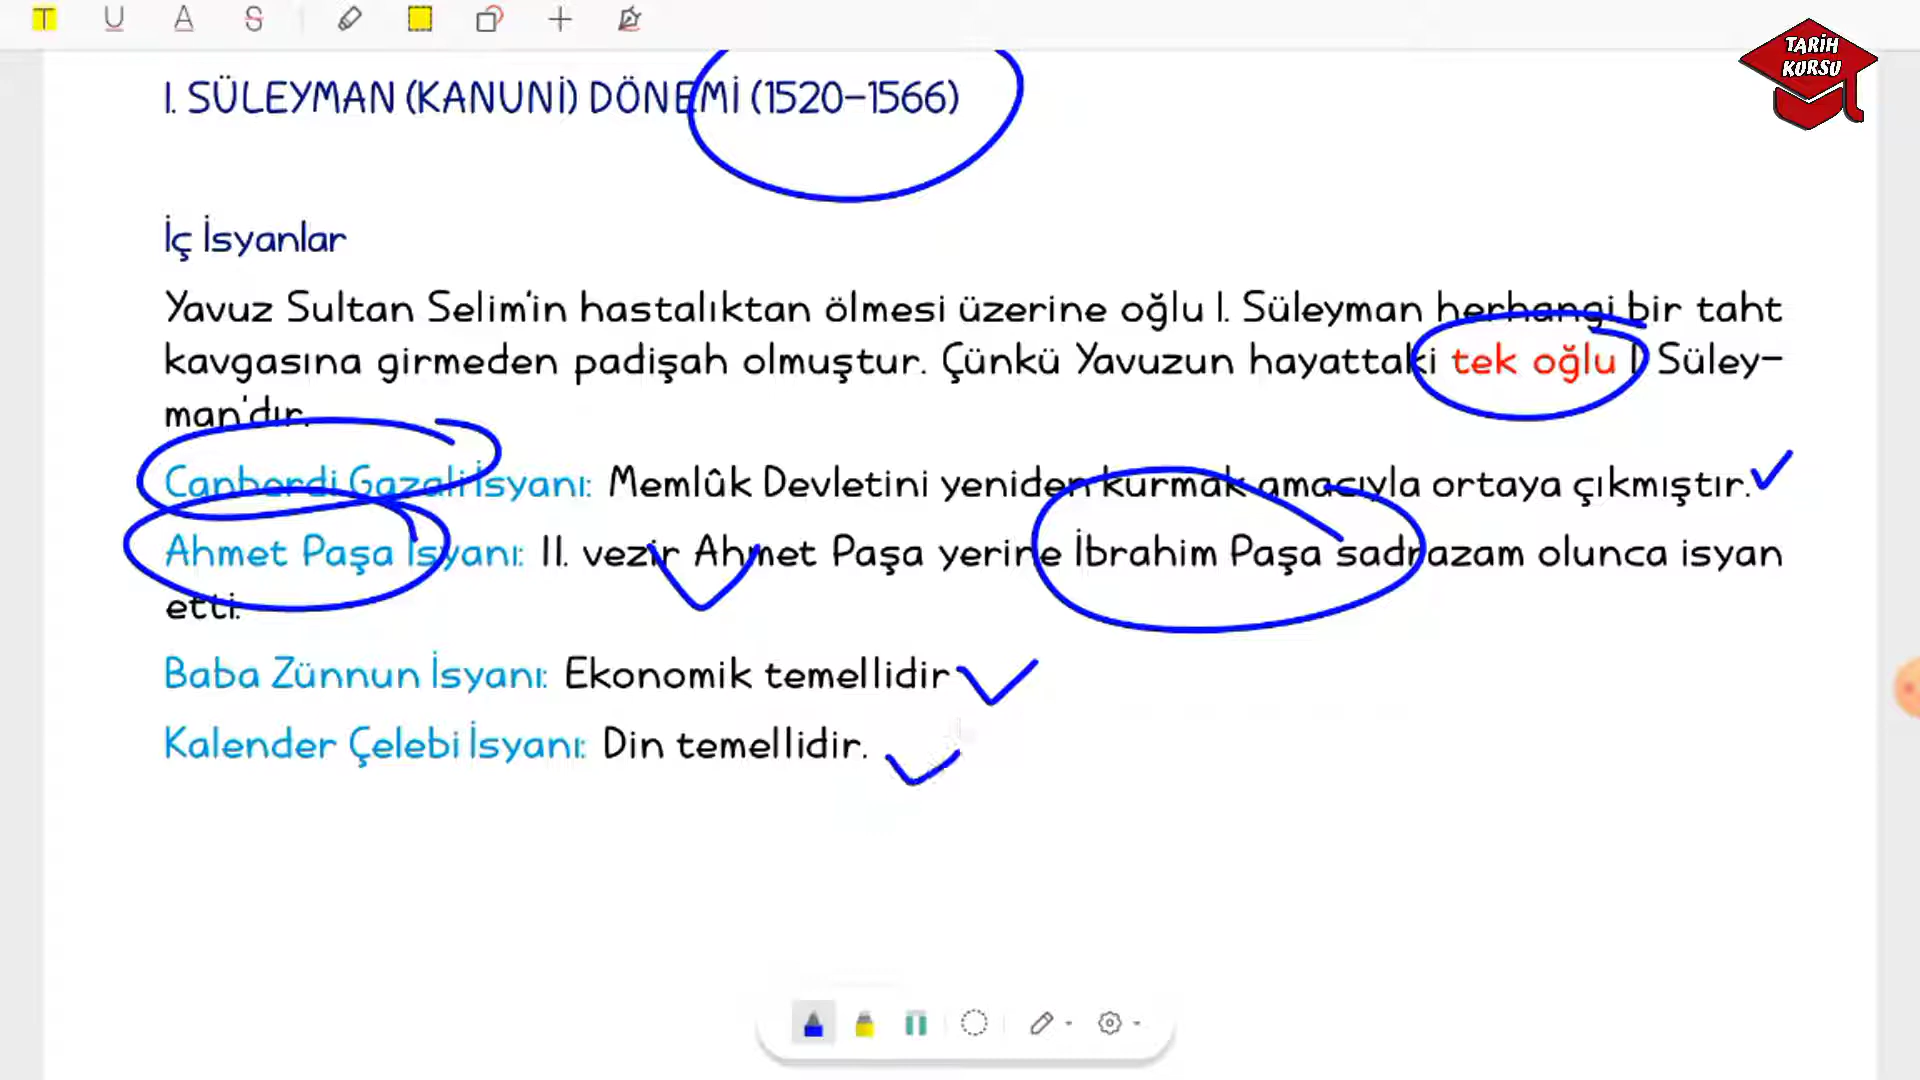 TARİH
KURSU
I. SÜLEYMAN (KANUNİ) DÖNEMİ (1520-1566)
İç İsyanlar
Yavuz Sultan Selim'in hastalıktan ölmesi üzerine oğlu I. Süleyman herhangi bir taht
kavgasına girmeden padişah olmuştur. Çünkü Yavuzun hayattaki tek oğlu I Süley-
man'dır.
Canberdi Gazali İsyanı: Memlûk Devletini yeniden kurmak amacıyla ortaya çıkmıştır.
Ahmet Paşa İsyanı: II. vezir Ahmet Paşa yerine İbrahim Paşa sadrazam olunca isyan
etti.
Baba Zünnun İsyanı: Ekonomik temellidir
Kalender Çelebi İsyanı: Din temellidir.